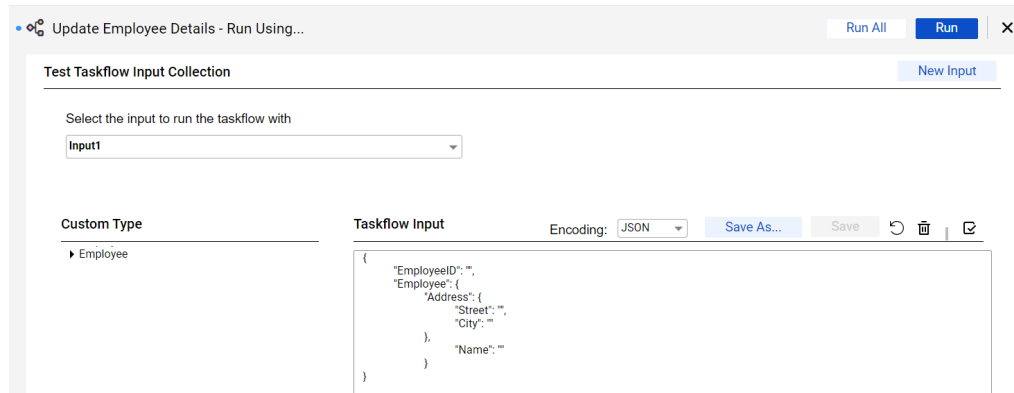 Update Employee Details - Run Using...
Run All
Run
Test Taskflow Input Collection
New Input
Select the input to run the taskflow with
Input1
Custom Type
Employee
Taskflow Input
Encoding:
JSON
Save As...
Save
{
"EmployeeID": "",
"Employee": {
"Address": {
"Street": "",
"City": ""
},
"Name": ""
}
}